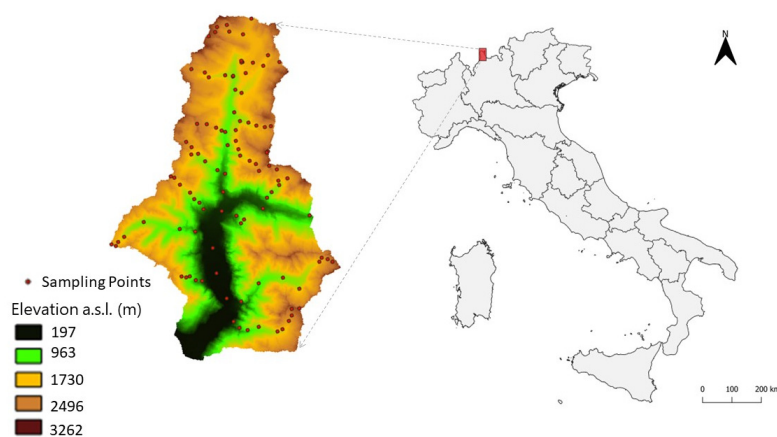 N
Sampling Points
Elevation a.s.l. (m)
197
963
1730
2496
3262
0 100 200 km